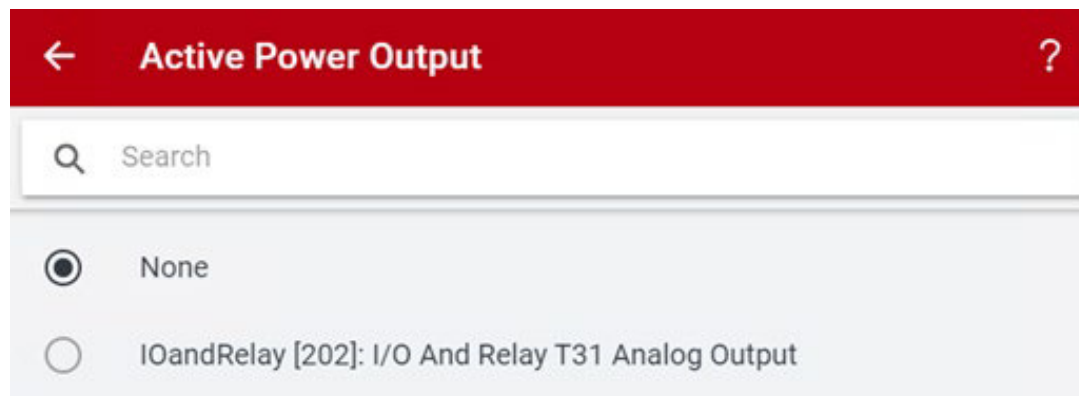 Active Power Output ?
Search
None
IOandRelay [202]: I/O And Relay T31 Analog Output